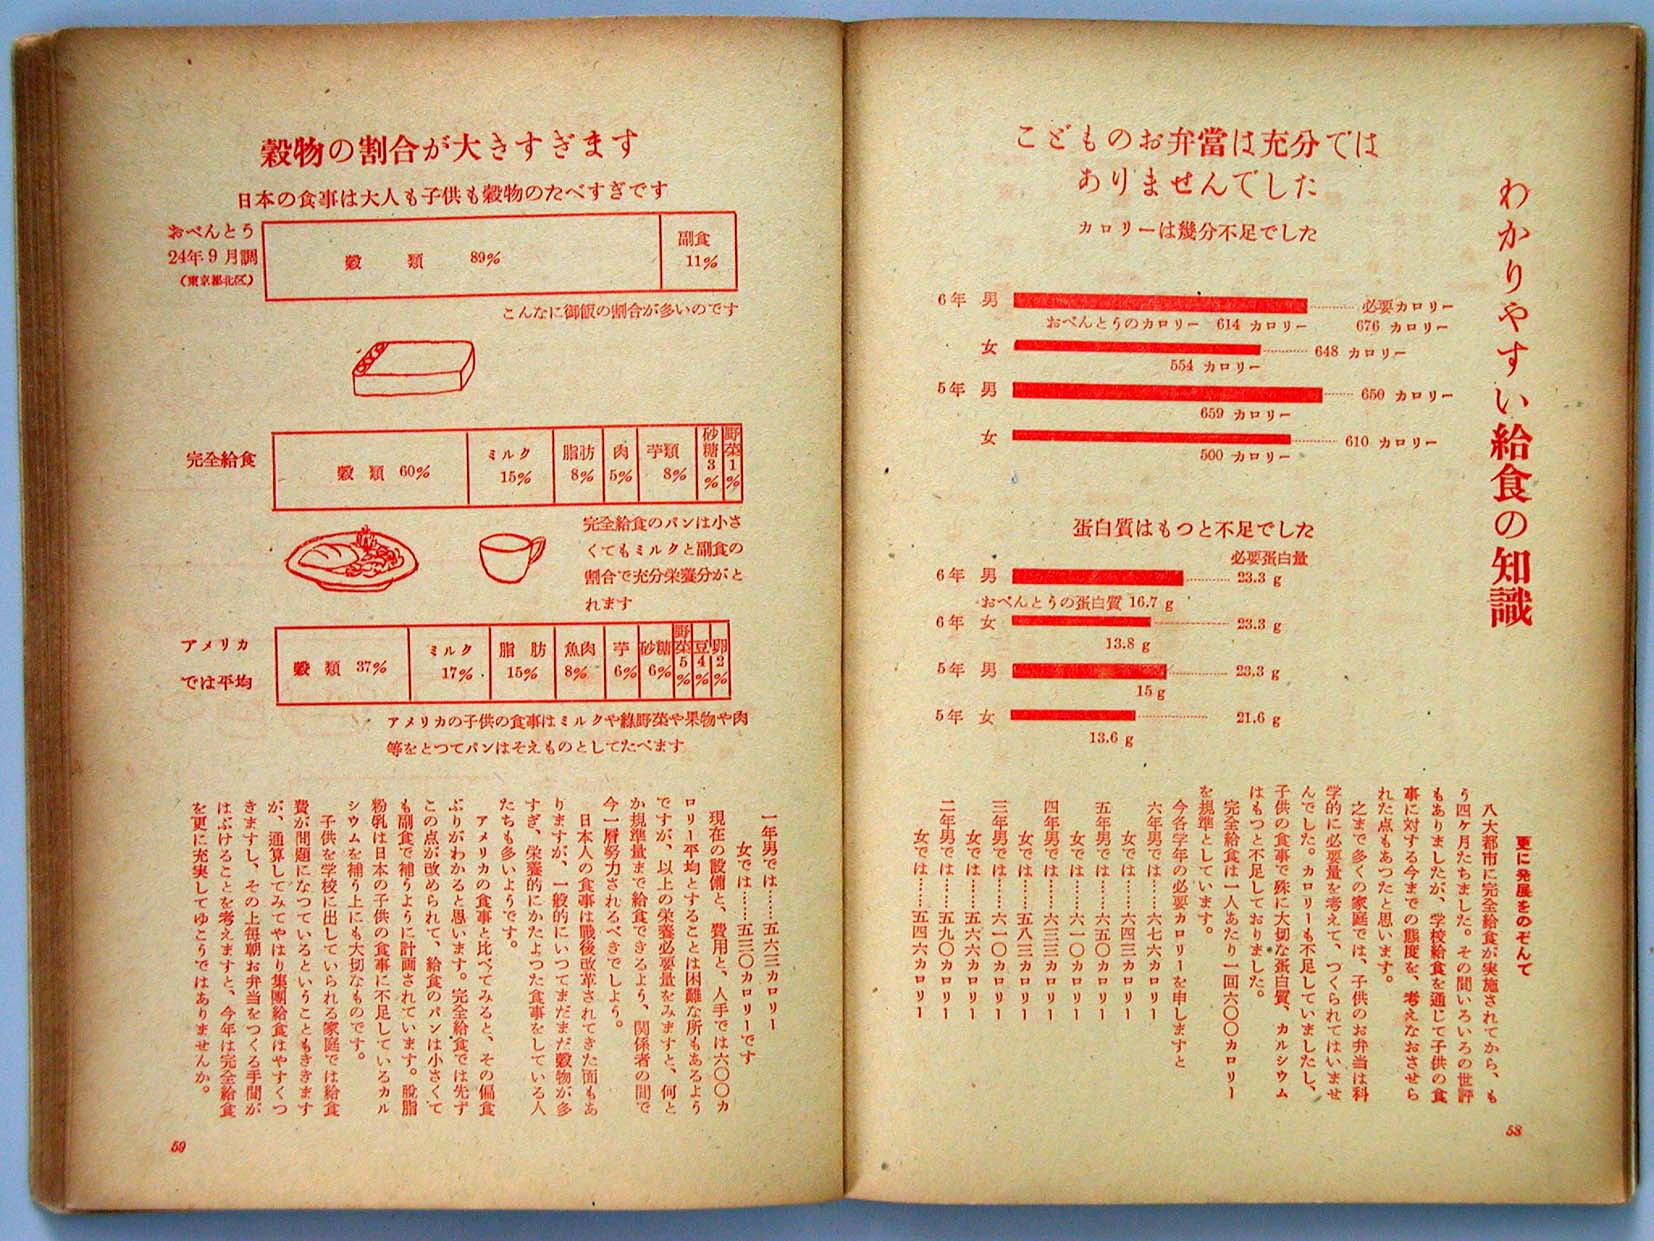 わかりやすい給食の知識
こどものお弁當は充分では
ありませんでした
カロリーは幾分不足でした
6年 男 必要カロリー
おべんとうのカロリー 614 カロリー 676 カロリー
女 648 カロリー
554 カロリー
5年 男 650 カロリー
659 カロリー
女 610 カロリー
500 カロリー
蛋白質はもつと不足でした
必要蛋白量
6年 男 23.3 g
おべんとうの蛋白質 16.7 g
6年 女 23.3 g
13.8 g
5年 男 23.3 g
15 g
5年 女 21.6 g
13.6 g
更に発展をのぞんで
八大都市に完全給食が実施されてから、も
う四ケ月たちました。その間いろいろの世評
もありましたが、学校給食を通じて子供の食
事に対する今までの態度を、考えなおさせら
れた点もあつたと思います。
之まで多くの家庭では、子供のお弁当は科
学的に必要量を考えて、つくられてはいませ
んでした。カロリーも不足していましたし、
子供の食事で殊に大切な蛋白質、カルシウム
はもつと不足しておりました。
完全給食は一人あたり一回六〇〇カロリー
を規準としています。
今各学年の必要カロリーを申しますと
六年男では……六七六カロリー
女では……六四三カロリー
五年男では……六五〇カロリー
女では……六一〇カロリー
四年男では……六三三カロリー
女では……五八三カロリー
三年男では……六一〇カロリー
女では……五六六カロリー
二年男では……五九〇カロリー
女では……五四六カロリー
58
穀物の割合が大きすぎます
日本の食事は大人も子供も穀物のたべすぎです
おべんとう
24年9月調
(東京都北区)
穀類 89%
副食 11%
こんなに御飯の割合が多いのです
完全給食
穀類 60%
ミルク 15%
脂肪 8%
肉 5%
芋類 8%
砂糖 3%
野菜 1%
完全給食のパンは小さ
くてもミルクと副食の
割合で充分栄養分がと
れます
アメリカ
では平均
穀類 37%
ミルク 17%
脂肪 15%
魚肉 8%
芋 6%
砂糖 6%
野菜 5%
豆 4%
卵 2%
アメリカの子供の食事はミルクや綠野菜や果物や肉
等をとつてパンはそえものとしてたべます
一年男では……五六三カロリー
女では……五三〇カロリーです
現在の設備と、費用と、人手では六〇〇カ
ロリー平均とすることは困難な所もあるよう
ですが、以上の栄養必要量をみますと、何と
か規準量まで給食できるよう、関係者の間で
今一層努力されるべきでしよう。
日本人の食事は戰後改革されてきた面もあ
りますが、一般的にいつてまだまだ穀物が多
すぎ、栄養的にかたよつた食事をしている人
たちも多いようです。
アメリカの食事と比べてみると、その偏食
ぶりがわかると思います。完全給食では先ず
この点が改められて、給食のパンは小さくて
も副食で補うように計画されています。脱脂
粉乳は日本の子供の食事に不足しているカル
シウムを補う上にも大切なものです。
子供を学校に出していられる家庭では給食
費が問題になつているということもききます
が、通算してみてやはり集團給食はやすくつ
きますし、その上毎朝お弁当をつくる手間が
はぶけることを考えますと、今年は完全給食
を更に充実してゆこうではありませんか。
59